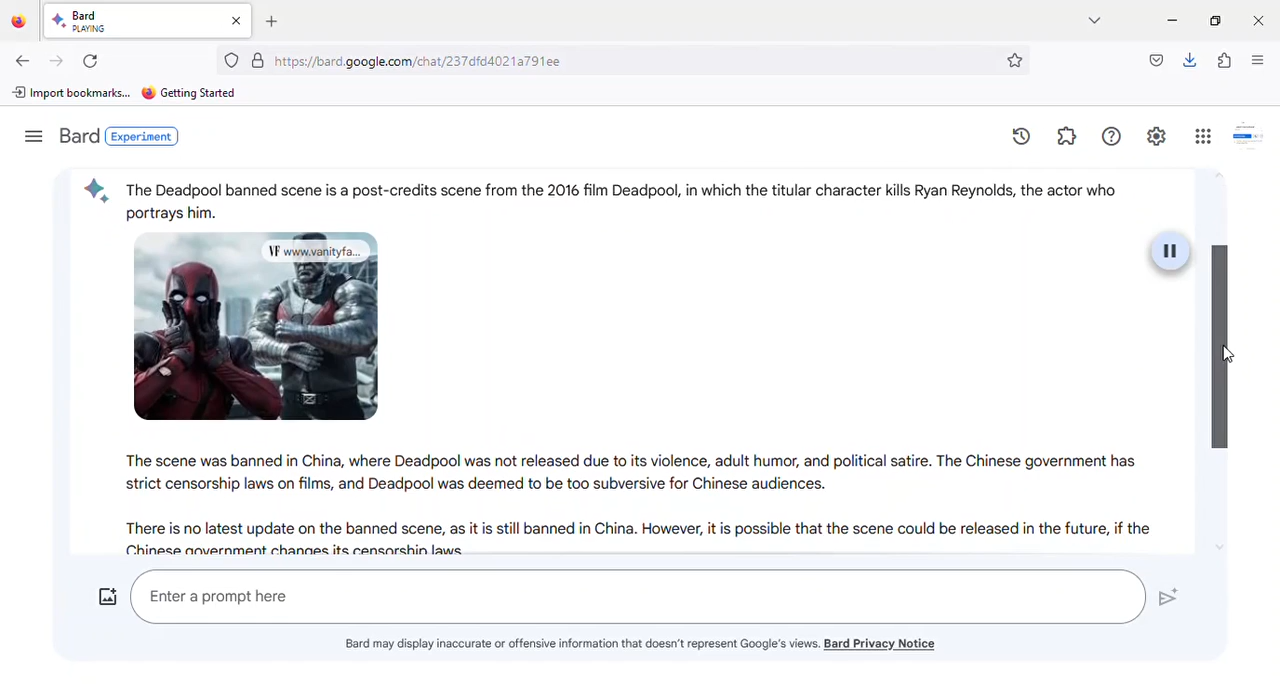 Bard
PLAYING
https://bard.google.com/chat/237dfd4021a791ee
Import bookmarks...
Getting Started
Bard Experiment
The Deadpool banned scene is a post-credits scene from the 2016 film Deadpool, in which the titular character kills Ryan Reynolds, the actor who
portrays him.
VF www.vanityfa...
The scene was banned in China, where Deadpool was not released due to its violence, adult humor, and political satire. The Chinese government has
strict censorship laws on films, and Deadpool was deemed to be too subversive for Chinese audiences.
There is no latest update on the banned scene, as it is still banned in China. However, it is possible that the scene could be released in the future, if the
Chinese government changes its censorship laws.
Enter a prompt here
Bard may display inaccurate or offensive information that doesn't represent Google's views. Bard Privacy Notice